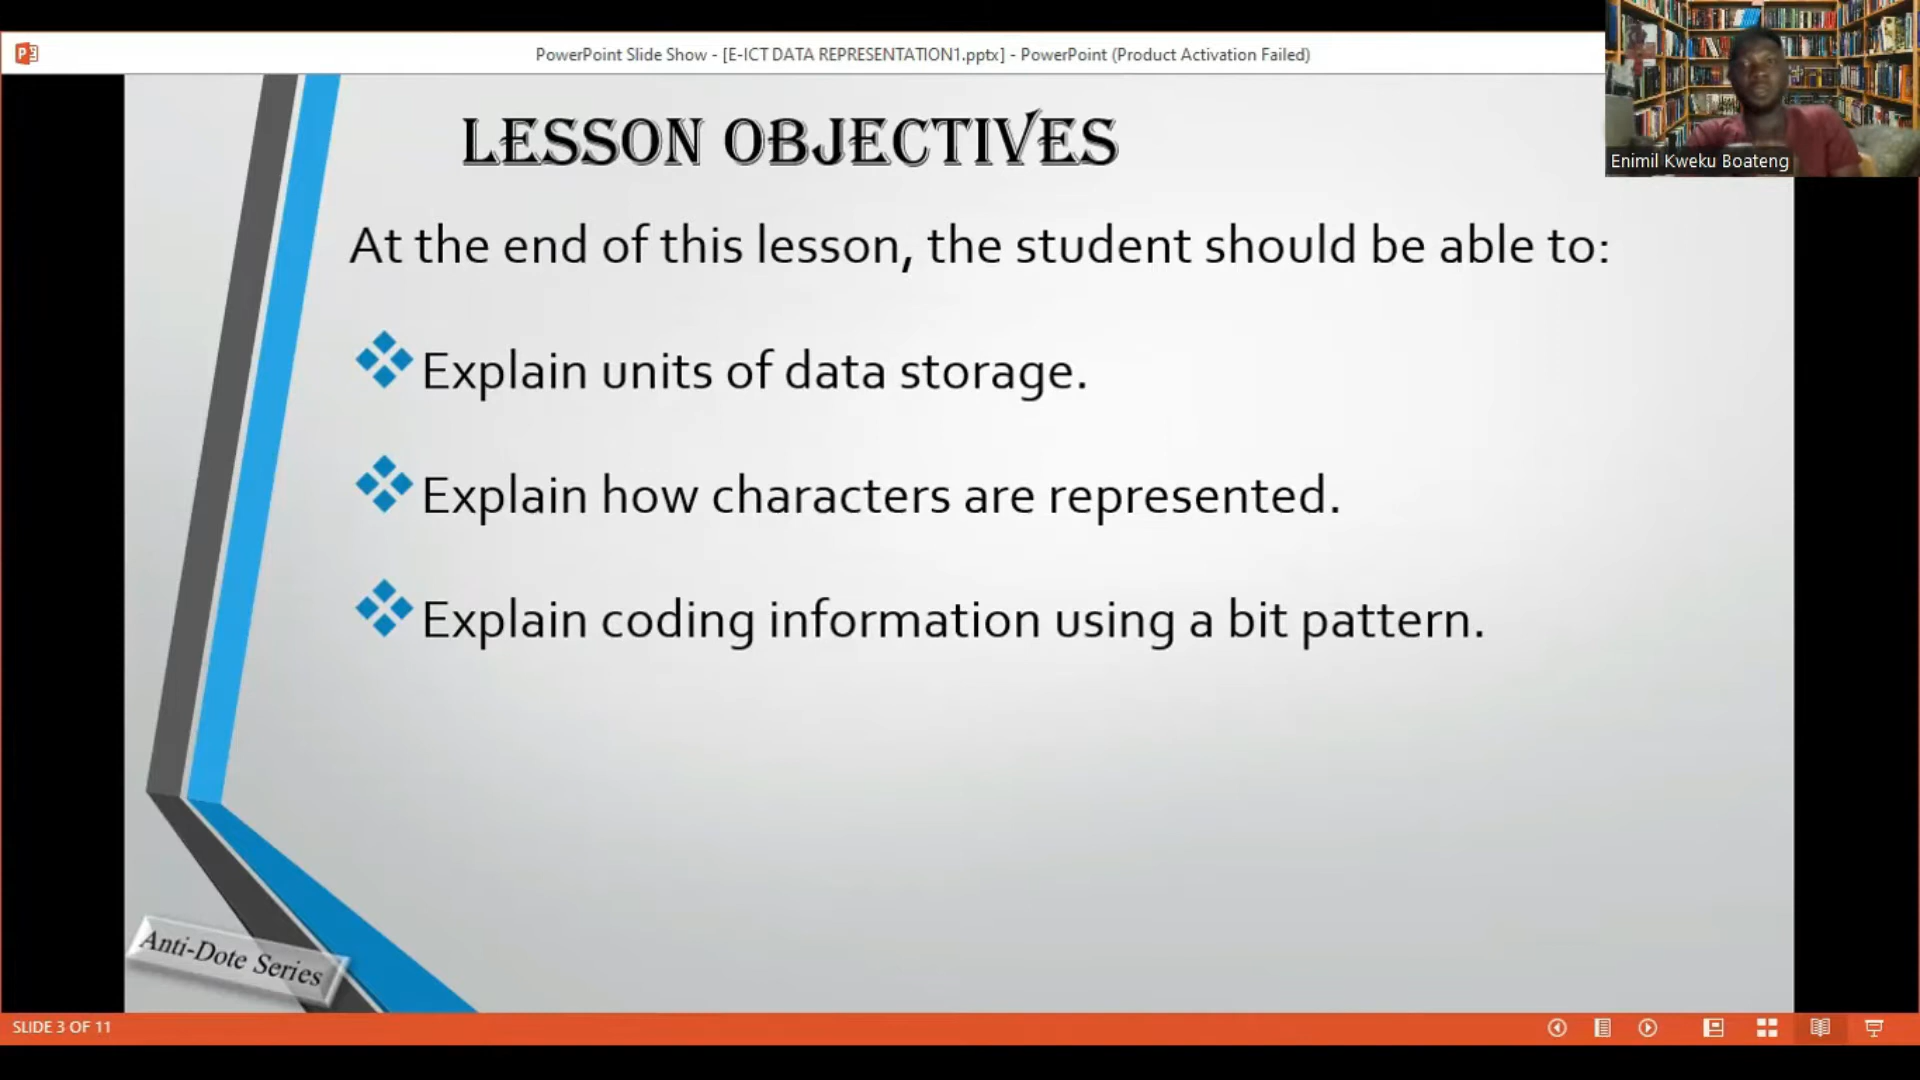 PowerPoint Slide Show - [E-ICT DATA REPRESENTATION1.pptx] - PowerPoint (Product Activation Failed)
Enimil Kweku Boateng
LESSON OBJECTIVES
At the end of this lesson, the student should be able to:
Explain units of data storage.
Explain how characters are represented.
Explain coding information using a bit pattern.
Anti-Dote Series
SLIDE 3 OF 11